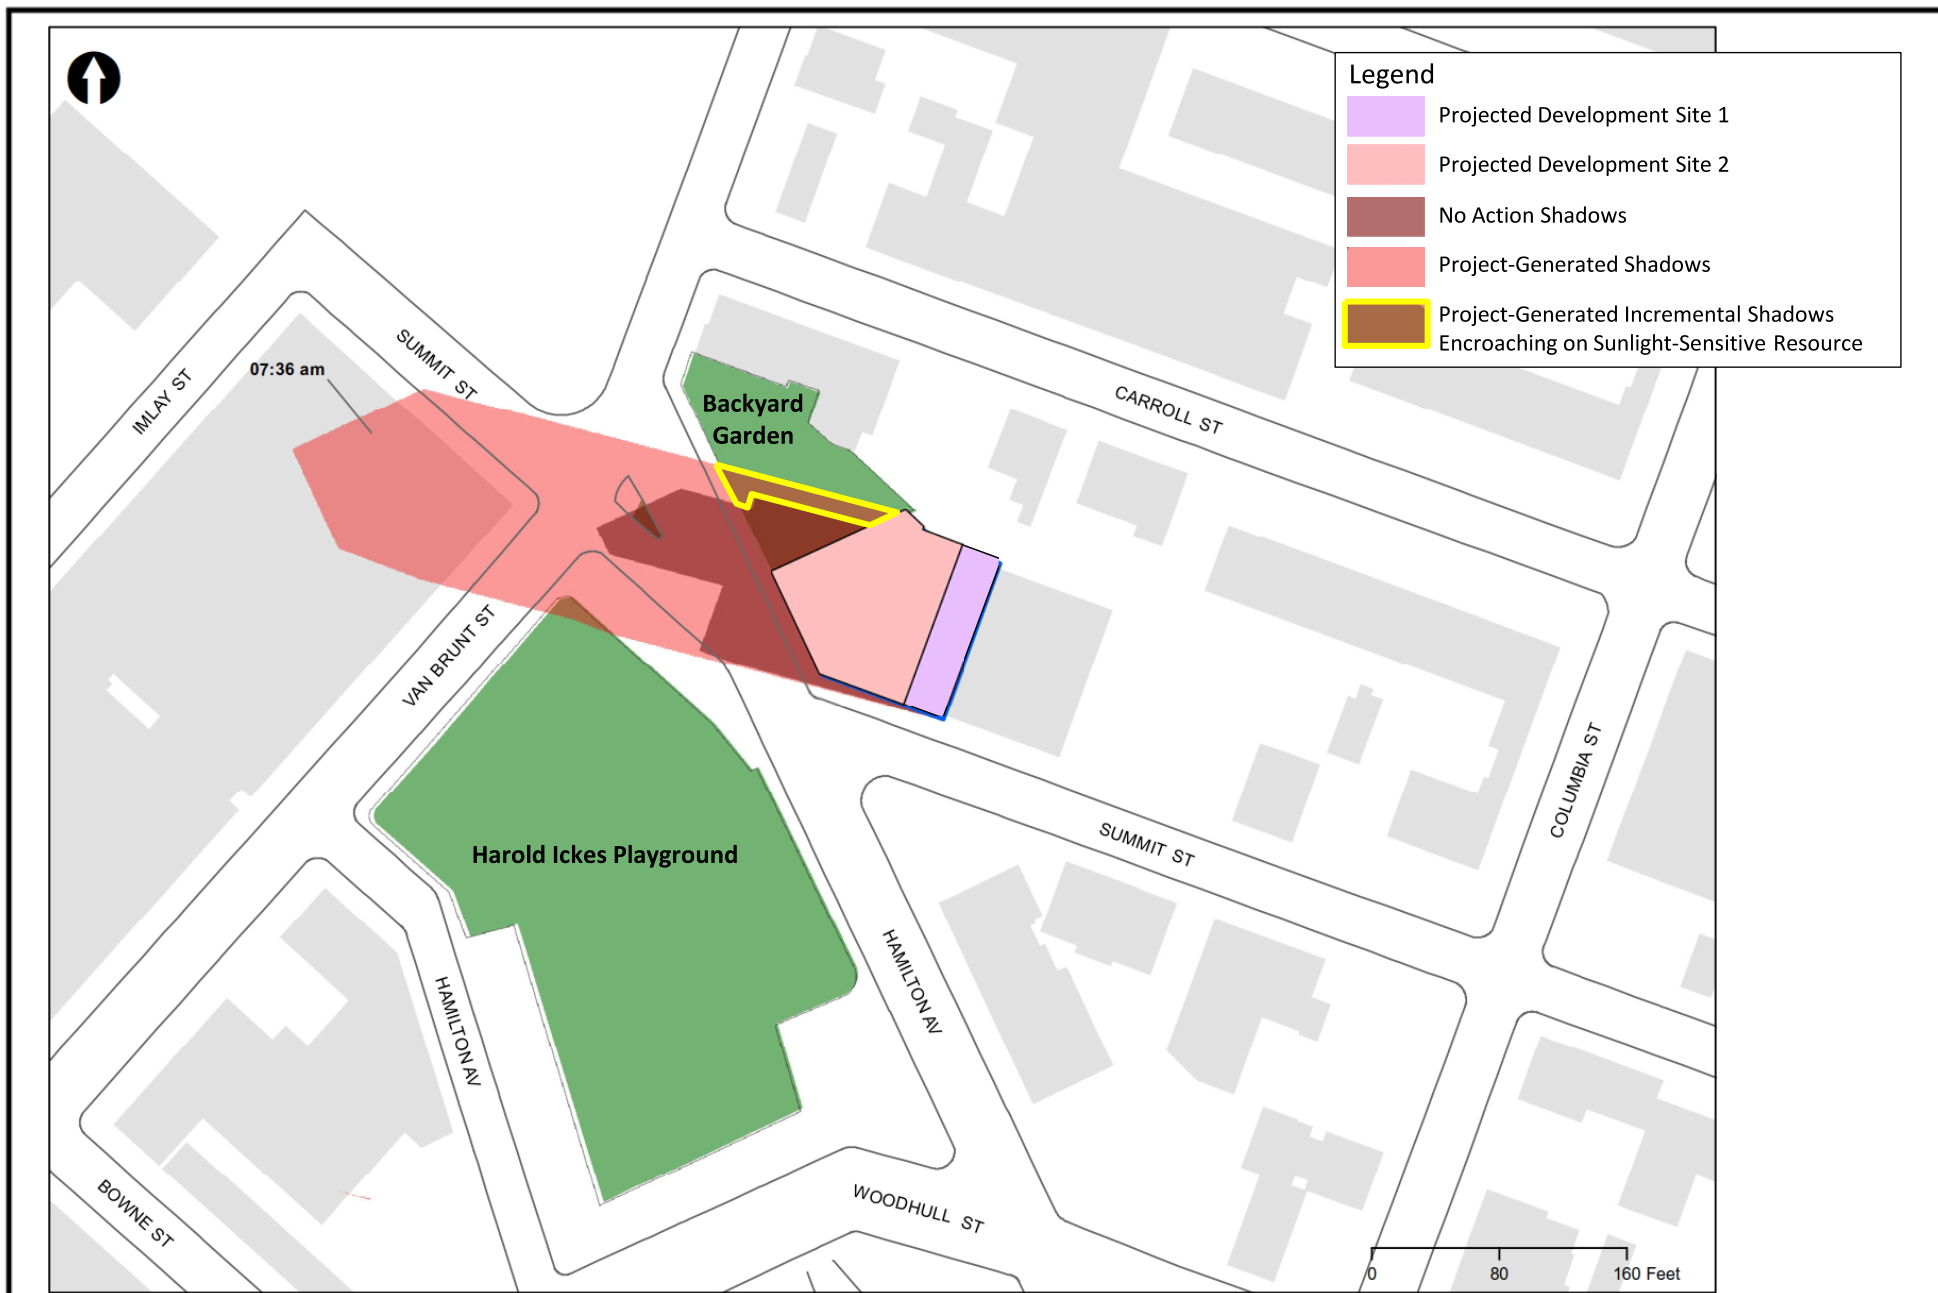 Legend
Projected Development Site 1
Projected Development Site 2
No Action Shadows
Project-Generated Shadows
Project-Generated Incremental Shadows
Encroaching on Sunlight-Sensitive Resource
SUMMIT ST
07:36 am
IMLAY ST
Backyard
Garden
CARROLL ST
VAN BRUNT ST
COLUMBIA ST
Harold Ickes Playground
SUMMIT ST
HAMILTON AV
HAMILTON AV
BOWNE ST
WOODHULL ST
0 80 160 Feet